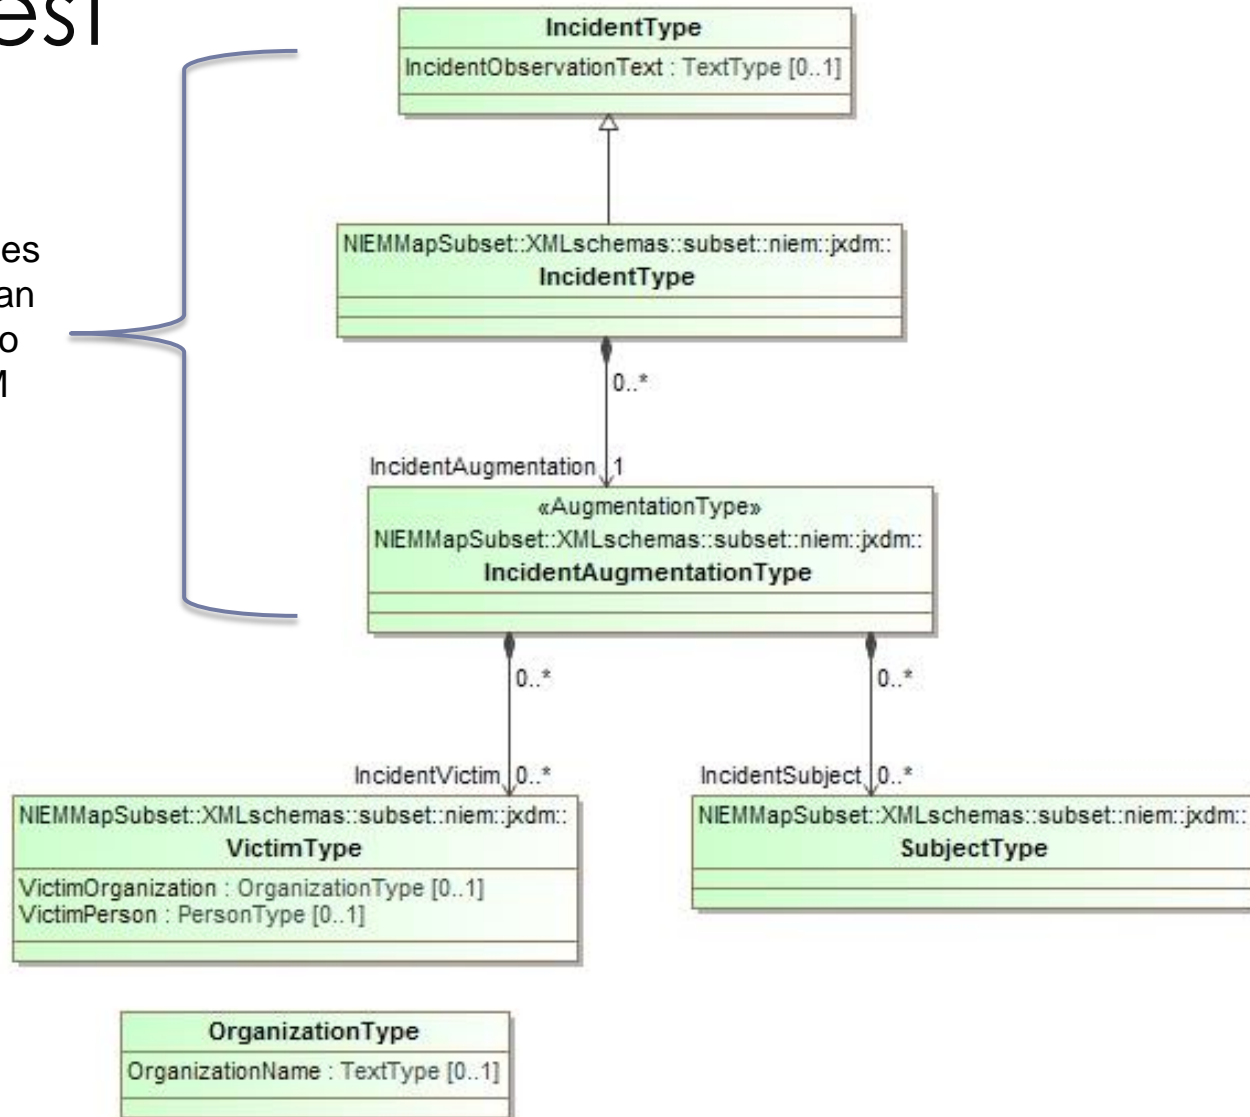 est
IncidentType
IncidentObservationText : TextType [0..1]
es
an
o
M
NIEMMapSubset::XMLschemas::subset::niem::jxdm::
IncidentType
0..*
IncidentAugmentation 1
«AugmentationType»
NIEMMapSubset::XMLschemas::subset::niem::jxdm::
IncidentAugmentationType
0..*
0..*
IncidentVictim 0..*
IncidentSubject 0..*
NIEMMapSubset::XMLschemas::subset::niem::jxdm::
VictimType
VictimOrganization : OrganizationType [0..1]
VictimPerson : PersonType [0..1]
NIEMMapSubset::XMLschemas::subset::niem::jxdm::
SubjectType
OrganizationType
OrganizationName : TextType [0..1]